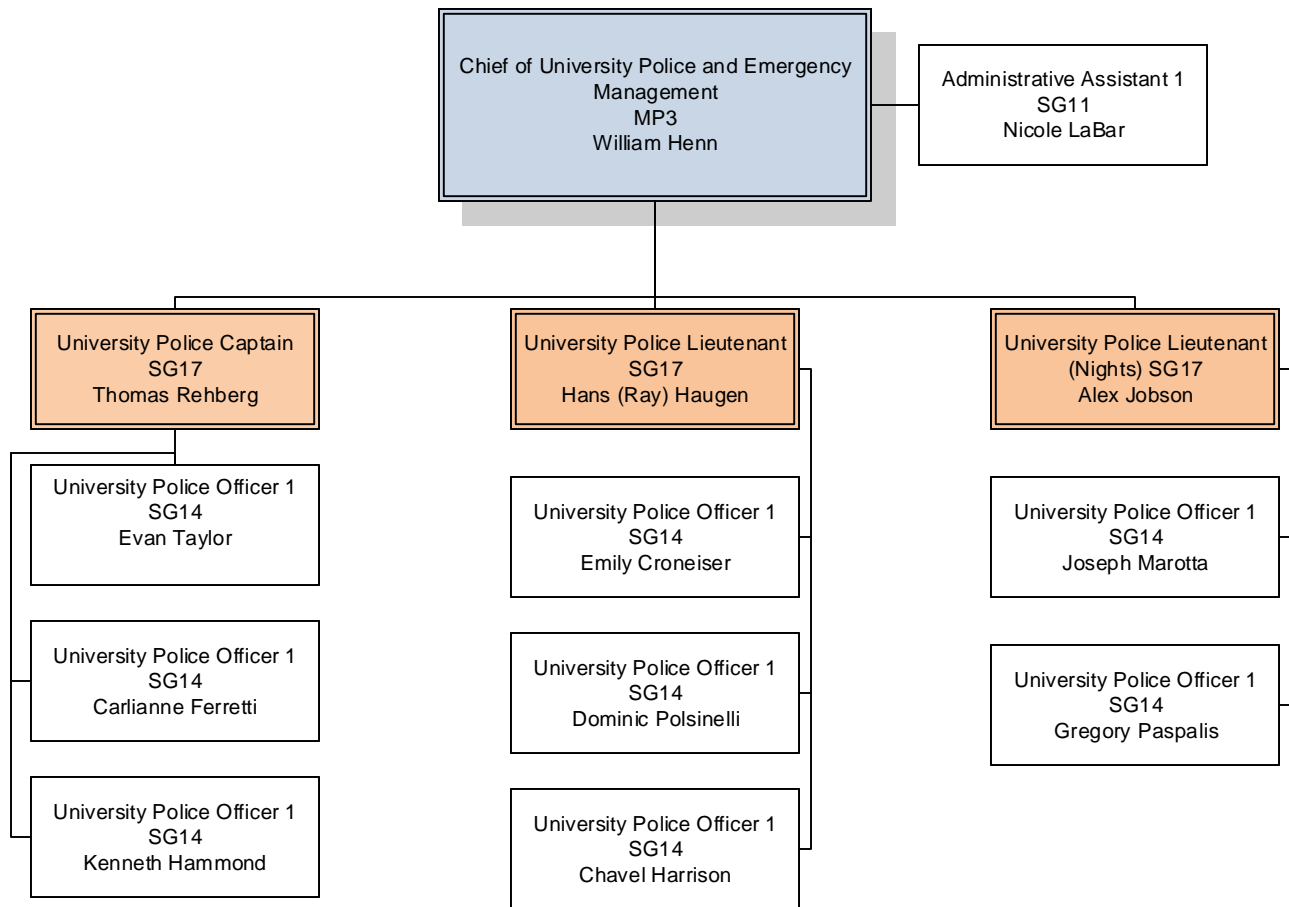 Chief of University Police and Emergency
Management
MP3
William Henn
Administrative Assistant 1
SG11
Nicole LaBar
University Police Captain
SG17
Thomas Rehberg
University Police Lieutenant
SG17
Hans (Ray) Haugen
University Police Lieutenant
(Nights) SG17
Alex Jobson
University Police Officer 1
SG14
Evan Taylor
University Police Officer 1
SG14
Carlianne Ferretti
University Police Officer 1
SG14
Kenneth Hammond
University Police Officer 1
SG14
Emily Croneiser
University Police Officer 1
SG14
Dominic Polsinelli
University Police Officer 1
SG14
Chavel Harrison
University Police Officer 1
SG14
Joseph Marotta
University Police Officer 1
SG14
Gregory Paspalis